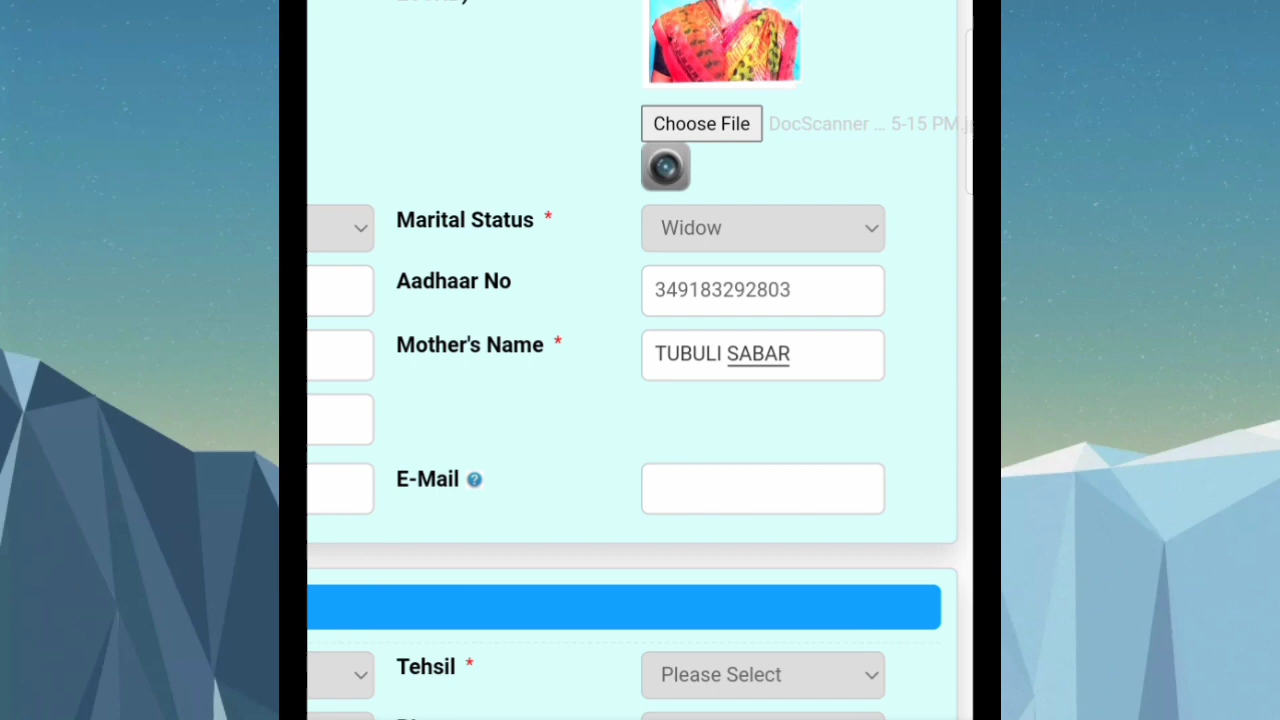 Choose File DocScanner ... 5-15 PM.j
Marital Status * Widow
Aadhaar No 349183292803
Mother's Name * TUBULI SABAR
E-Mail ?
Tehsil * Please Select